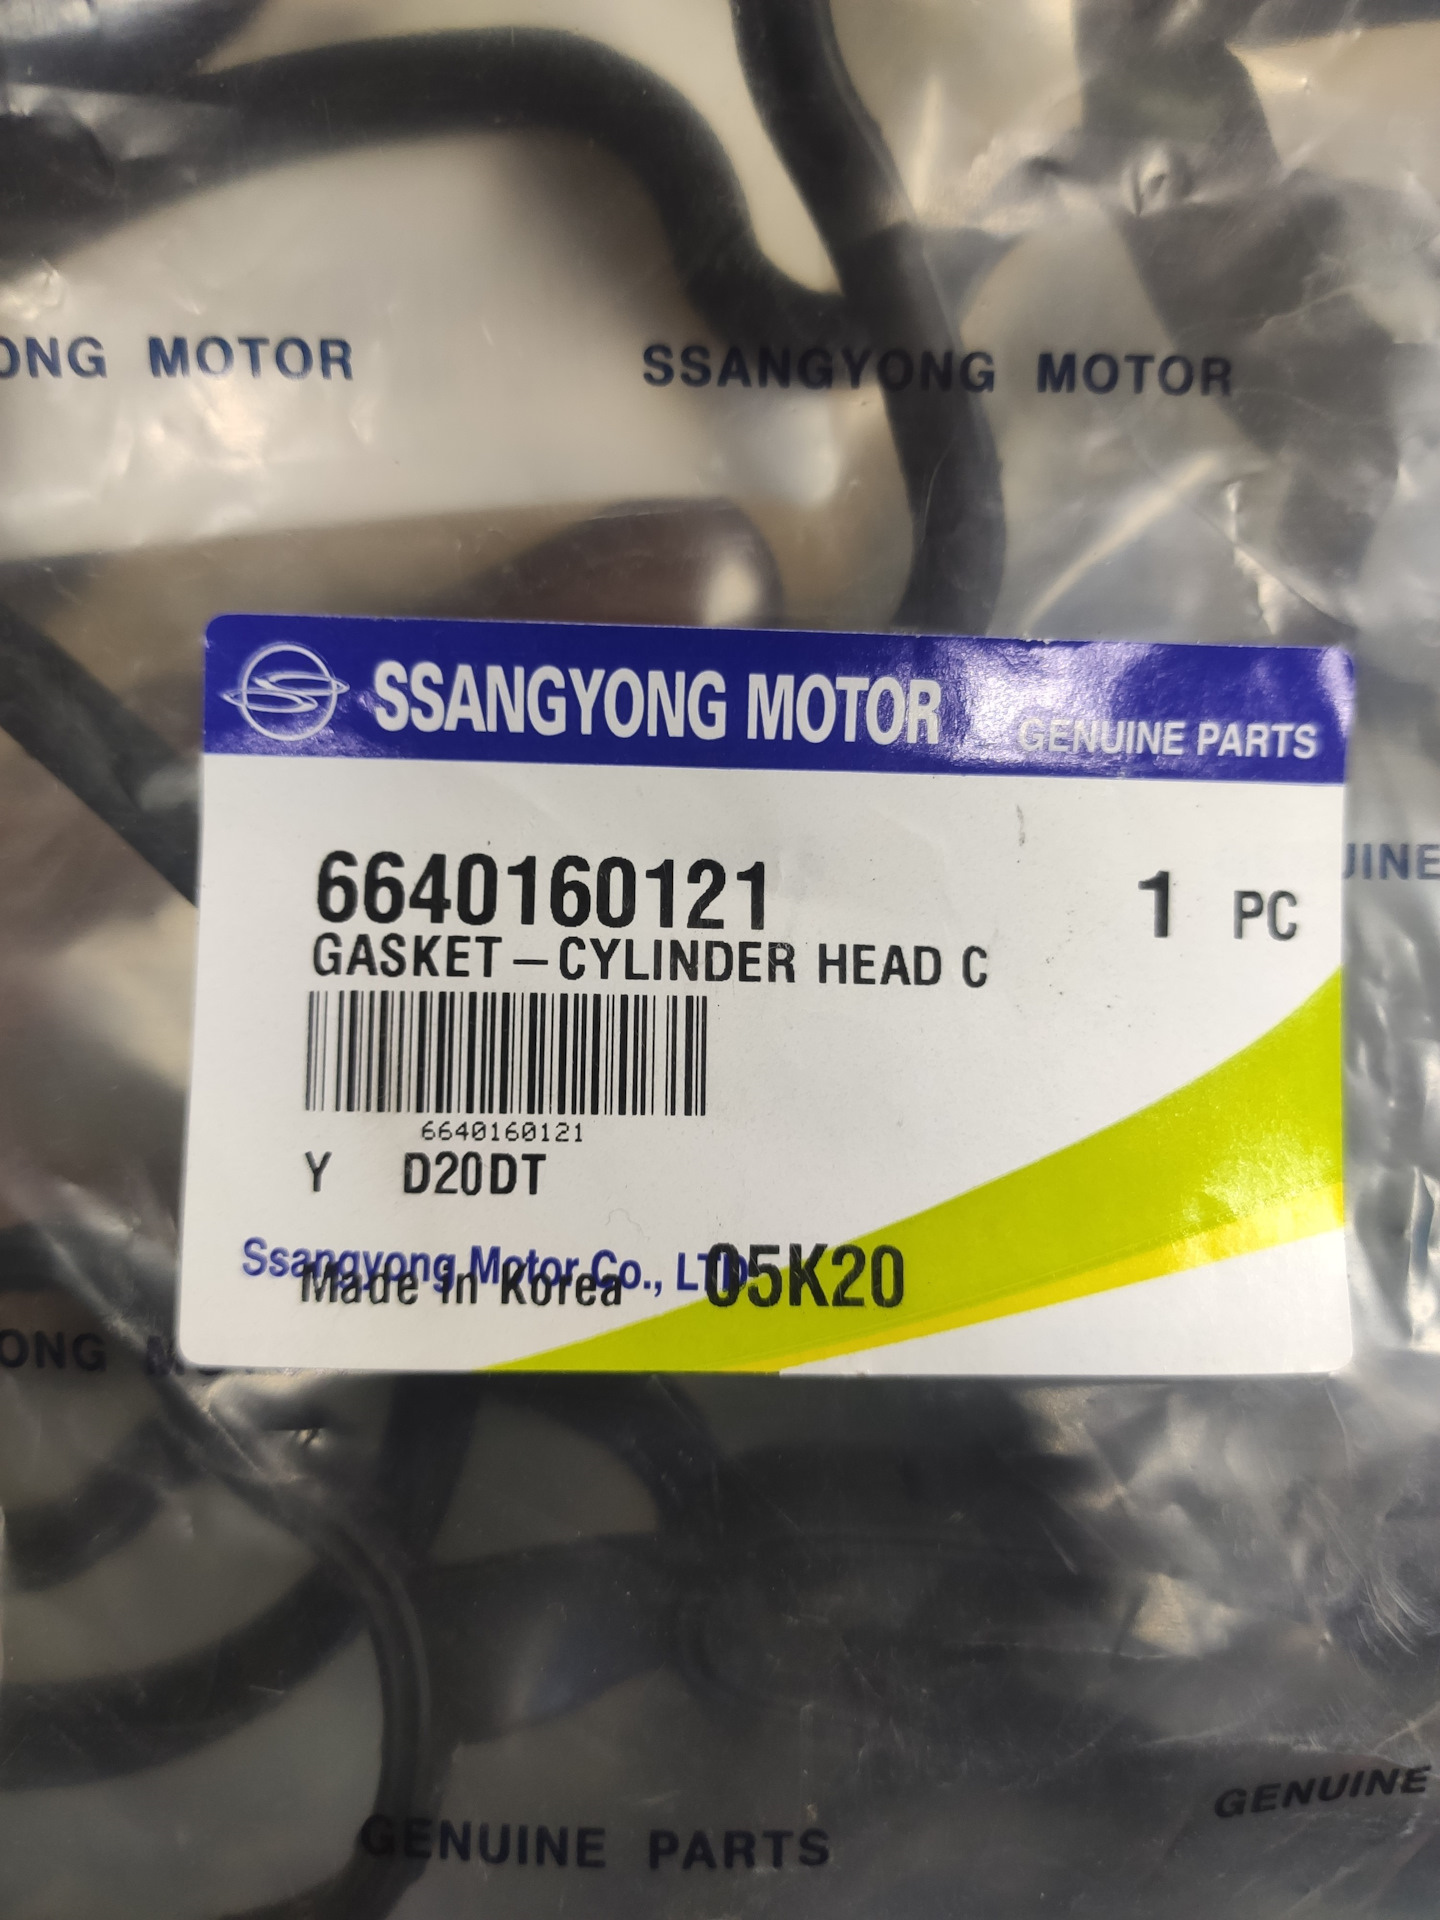 ONG MOTOR
SSANGYONG MOTOR
SSANGYONG MOTOR GENUINE PARTS
UINE
6640160121 1 PC
GASKET-CYLINDER HEAD C
6640160121
Y D20DT
Ssangyong Motor Co., LTD
Made in Korea 05K20
ONG
GENUINE
GENUINE PARTS